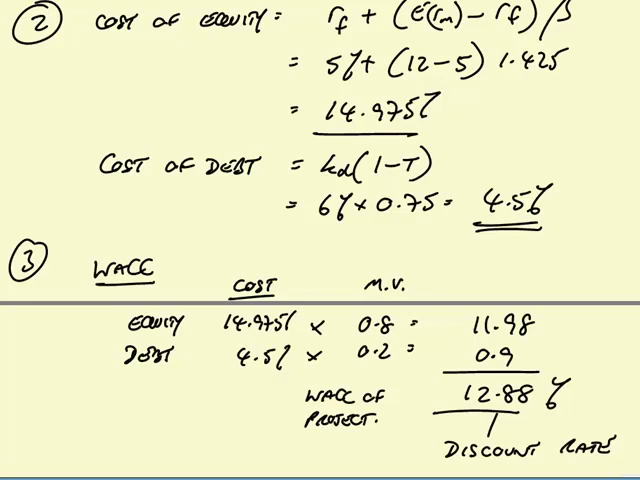 ② COST OF EQUITY = rf + (E(rm) - rf) β
= 5% + (12 - 5) 1.425
= 14.975%
COST OF DEBT = kd(1 - T)
= 6% × 0.75 = 4.5%
③ WACC
COST M.V.
EQUITY 14.975% × 0.8 = 11.98
DEBT 4.5% × 0.2 = 0.9
WACC OF PROJECT. 12.88 %
DISCOUNT RATE